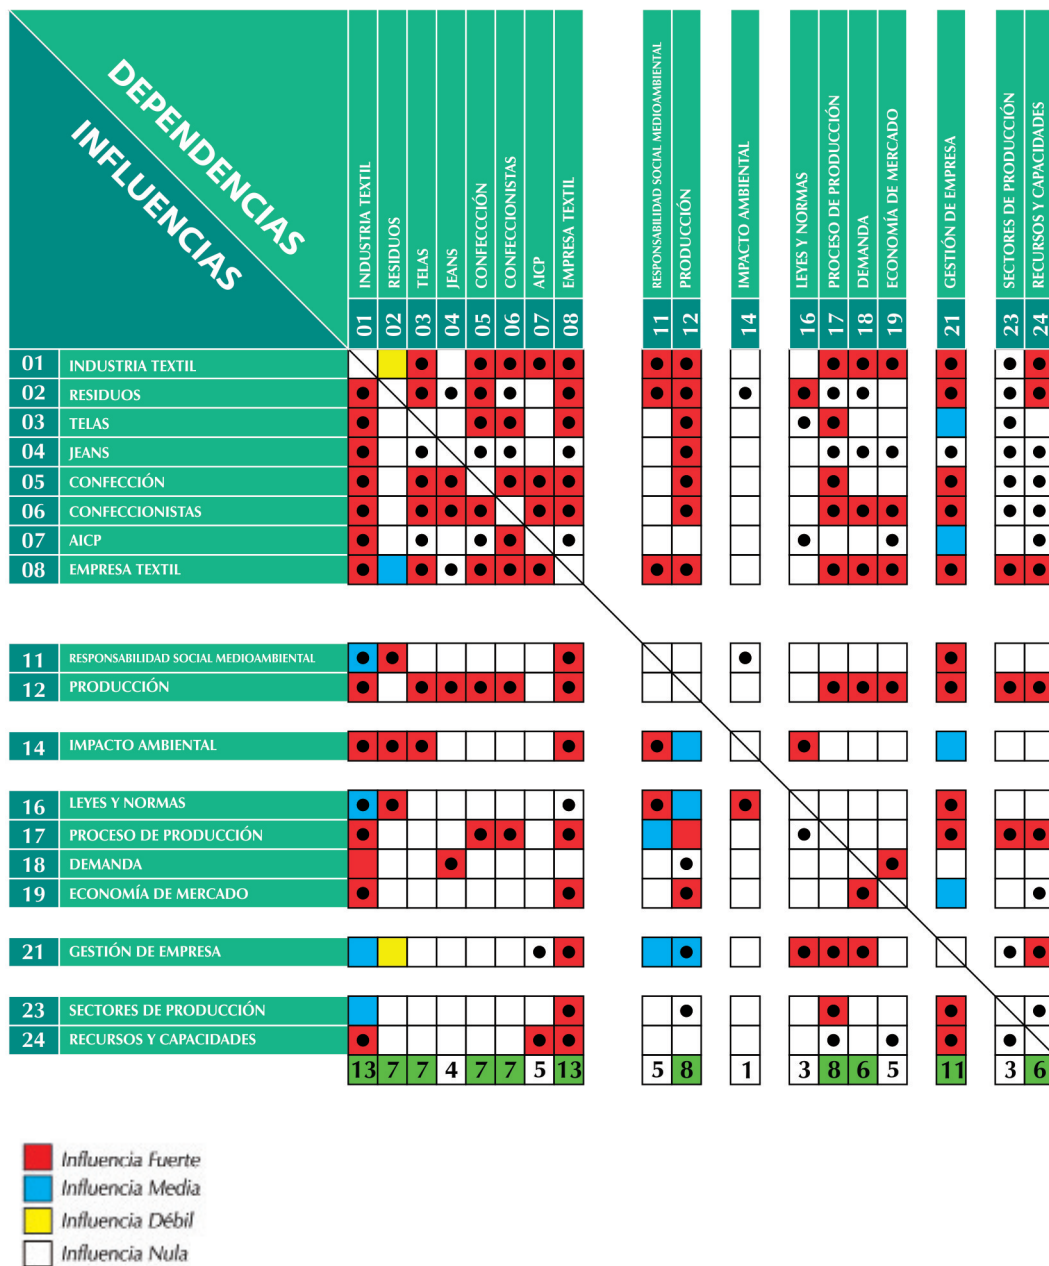 DEPENDENCIAS
INFLUENCIAS
INDUSTRIA TEXTIL
RESIDUOS
TELAS
JEANS
CONFECCCIÓN
CONFECCIONISTAS
AICP
EMPRESA TEXTIL
RESPONSABILIDAD SOCIAL MEDIOAMBIENTAL
PRODUCCIÓN
IMPACTO AMBIENTAL
LEYES Y NORMAS
PROCESO DE PRODUCCIÓN
DEMANDA
ECONOMÍA DE MERCADO
GESTIÓN DE EMPRESA
SECTORES DE PRODUCCIÓN
RECURSOS Y CAPACIDADES
01 02 03 04 05 06 07 08 11 12 14 16 17 18 19 21 23 24
01 INDUSTRIA TEXTIL
02 RESIDUOS
03 TELAS
04 JEANS
05 CONFECCIÓN
06 CONFECCIONISTAS
07 AICP
08 EMPRESA TEXTIL
11 RESPONSABILIDAD SOCIAL MEDIOAMBIENTAL
12 PRODUCCIÓN
14 IMPACTO AMBIENTAL
16 LEYES Y NORMAS
17 PROCESO DE PRODUCCIÓN
18 DEMANDA
19 ECONOMÍA DE MERCADO
21 GESTIÓN DE EMPRESA
23 SECTORES DE PRODUCCIÓN
24 RECURSOS Y CAPACIDADES
13 7 7 4 7 7 5 13 5 8 1 3 8 6 5 11 3 6
Influencia Fuerte
Influencia Media
Influencia Débil
Influencia Nula